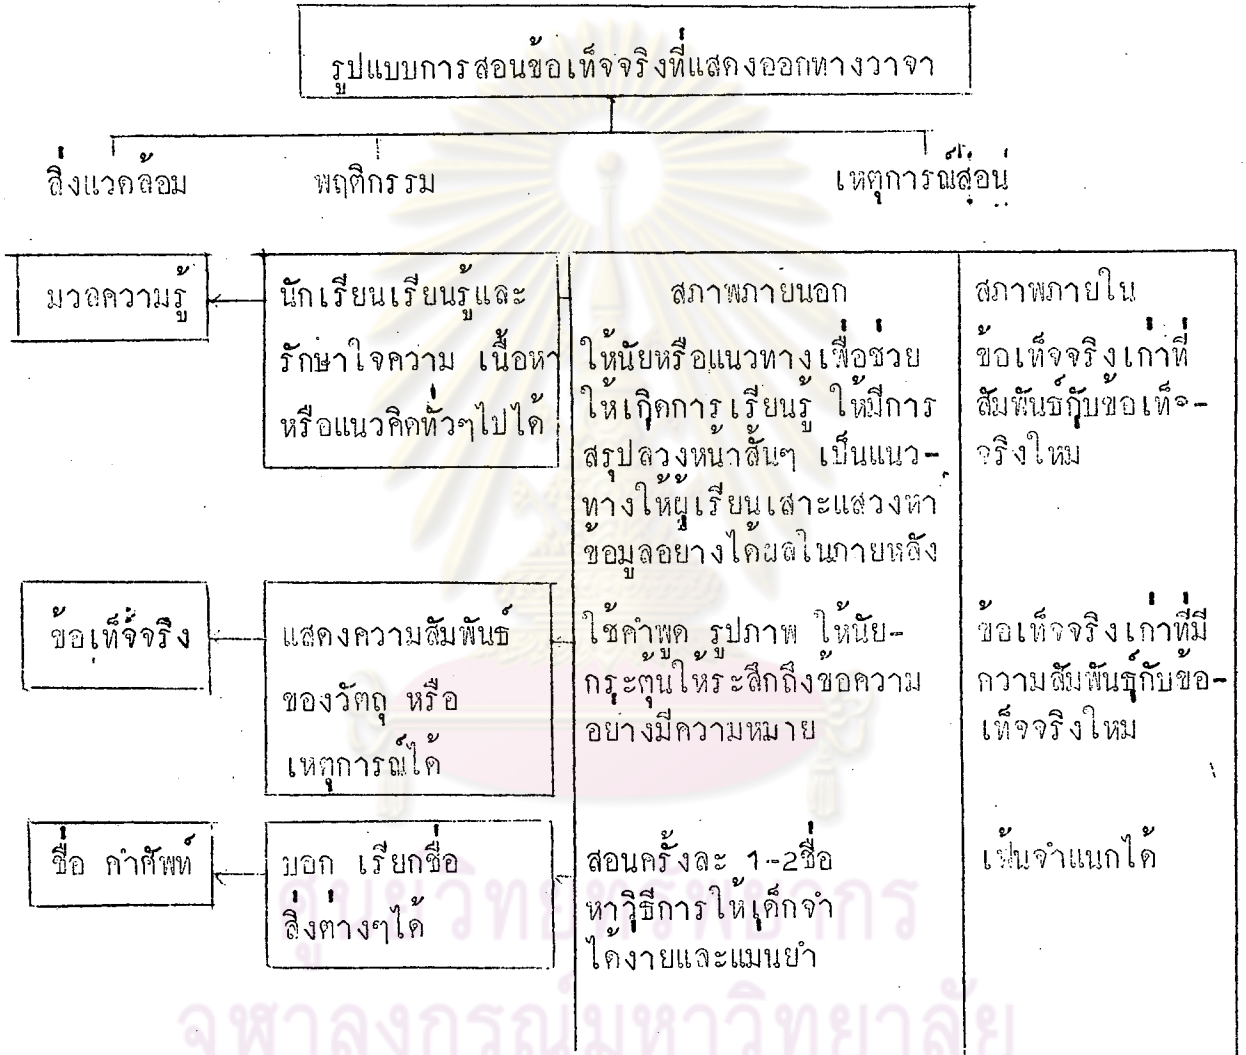 รูปแบบการสอนข้อเท็จจริงที่แสดงออกทางวาจา
สิ่งแวดล้อม
พฤติกรรม
เหตุการณ์สอน
มวลความรู้
นักเรียนเรียนรู้และ
รักษาใจความ เนื้อหา
หรือแนวคิดทั่วๆไปได้
สภาพภายนอก
ให้นัยหรือแนวทางเพื่อช่วย
ให้เกิดการเรียนรู้ ให้มีการ
สรุปลวงหน้าสั้นๆ เป็นแนว-
ทางให้ผู้เรียนเสาะแสวงหา
ข้อมูลอย่างได้ผลในภายหลัง
สภาพภายใน
ข้อเท็จจริงเก่าที่
สัมพันธ์กับข้อเท็จ-
จริงใหม่
ข้อเท็จจริง
แสดงความสัมพันธ์
ของวัตถุ หรือ
เหตุการณ์ได้
ใช้คำพูด รูปภาพ ให้นัย-
กระตุ้นให้ระลึกถึงข้อความ
อย่างมีความหมาย
ข้อเท็จจริงเก่าที่มี
ความสัมพันธ์กับข้อ-
เท็จจริงใหม่
ชื่อ คำศัพท์
บอก เรียกชื่อ
สิ่งต่างๆได้
สอนครั้งละ 1-2ชื่อ
หาวิธีการให้เด็กจำ
ได้ง่ายและแม่นยำ
เห็นจำแนกได้
ศูนย์วิทยทรัพยากร
จุฬาลงกรณ์มหาวิทยาลัย